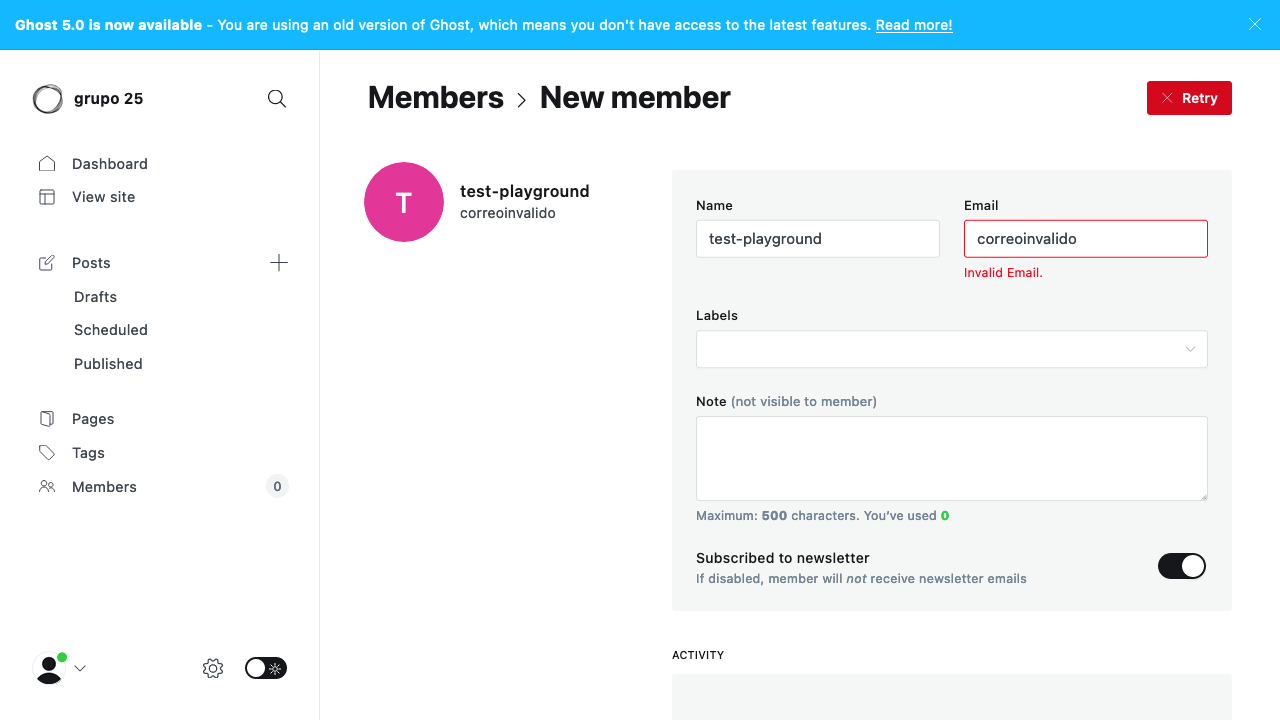 Ghost 5.0 is now available - You are using an old version of Ghost, which means you don't have access to the latest features. Read more!
grupo 25
Dashboard
View site
Posts
Drafts
Scheduled
Published
Pages
Tags
Members 0
Members > New member
Retry
T
test-playground
correoinvalido
Name
test-playground
Email
correoinvalido
Invalid Email.
Labels
Note (not visible to member)
Maximum: 500 characters. You’ve used 0
Subscribed to newsletter
If disabled, member will not receive newsletter emails
ACTIVITY